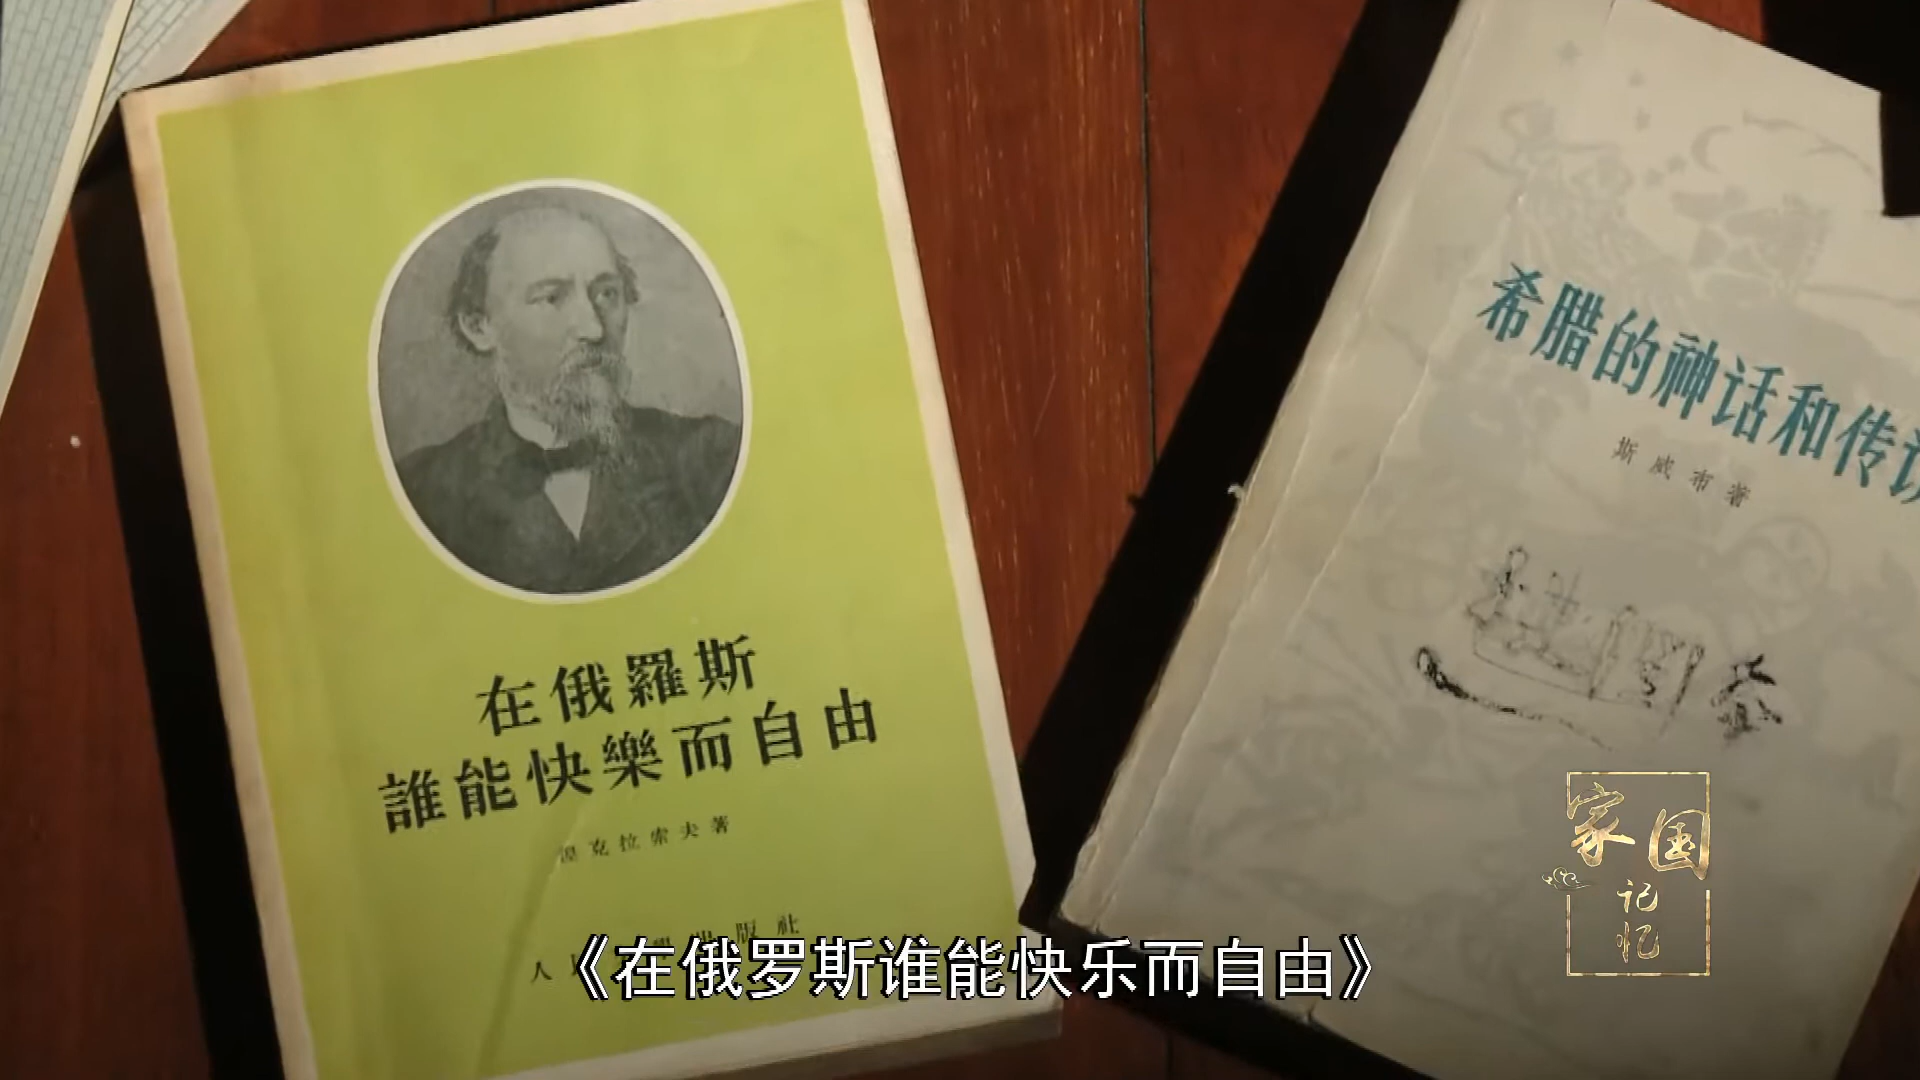 在俄羅斯
誰能快樂而自由
涅克拉索夫著
希腊的神话和传
斯威布著
家国
记忆
《在俄罗斯谁能快乐而自由》